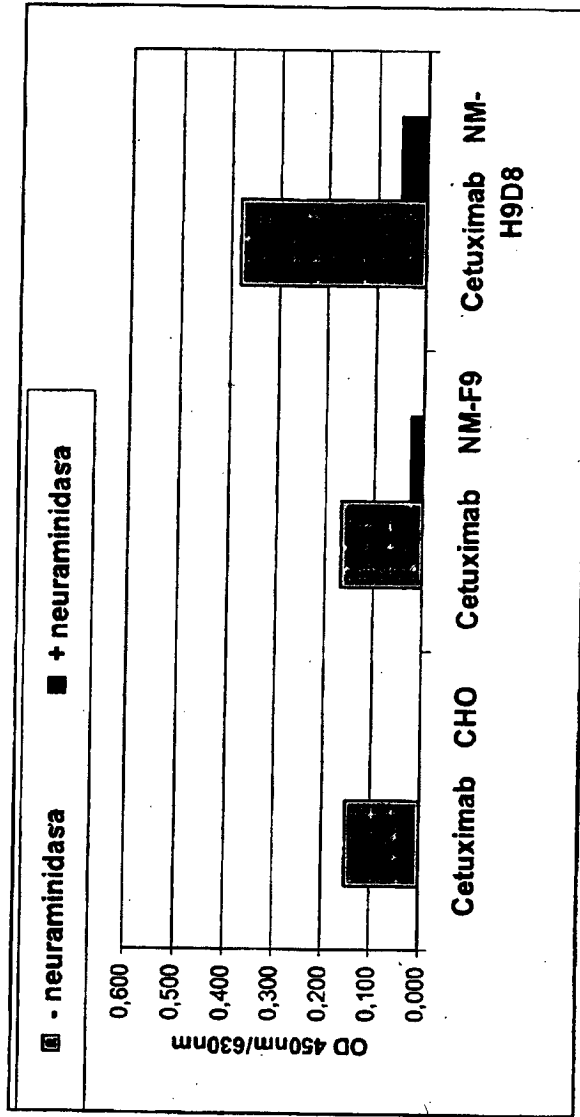 - neuraminidasa + neuraminidasa
OD 450nm/630nm
0,600
0,500
0,400
0,300
0,200
0,100
0,000
Cetuximab CHO
Cetuximab NM-F9
Cetuximab NM-
H9D8